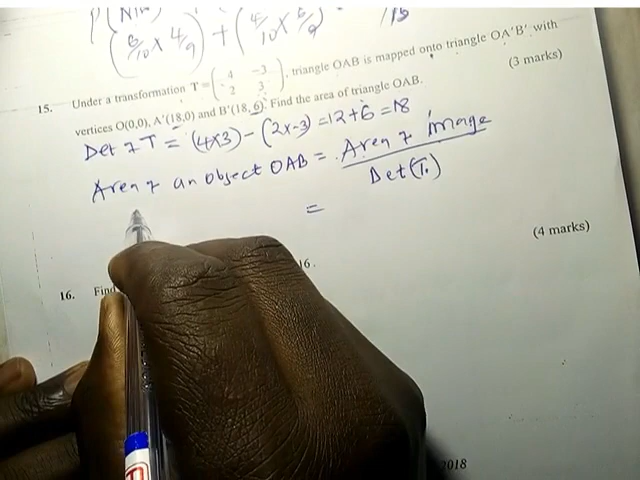 P(N
(6/10 × 4/9) + (4/10 × 6/9)
/15
15. Under a transformation T = (4 -3
2 3), triangle OAB is mapped onto triangle OA'B' with
vertices O(0,0), A'(18,0) and B'(18, 6). Find the area of triangle OAB. (3 marks)
Det of T = (4×3) - (2×-3) = 12+6 = 18
Area of an object OAB = Area of image
Det(T)
=
(4 marks)
16. Find 16.
2018